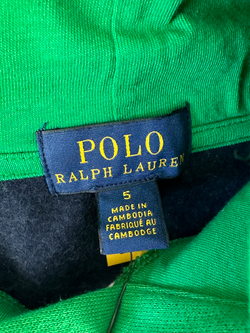 POLO
RALPH LAUREN
5
MADE IN
CAMBODIA
FABRIQUÉ AU
CAMBODGE